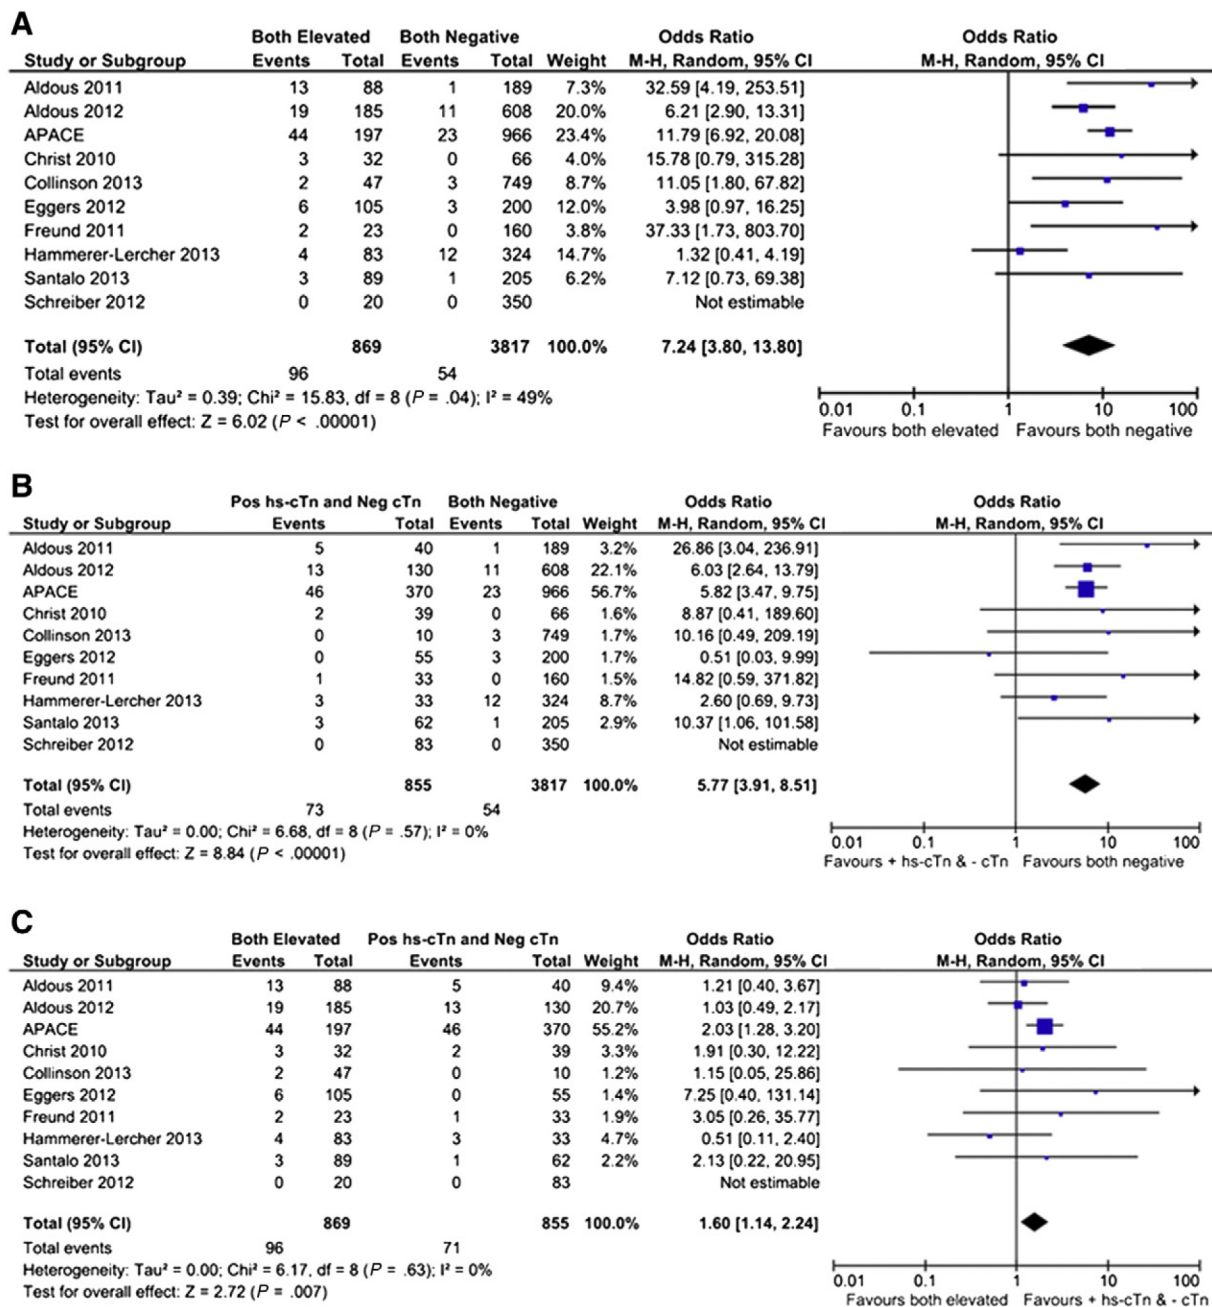 A
Both Elevated Both Negative Odds Ratio Odds Ratio
Study or Subgroup Events Total Events Total Weight M-H, Random, 95% CI M-H, Random, 95% CI
Aldous 2011 13 88 1 189 7.3% 32.59 [4.19, 253.51]
Aldous 2012 19 185 11 608 20.0% 6.21 [2.90, 13.31]
APACE 44 197 23 966 23.4% 11.79 [6.92, 20.08]
Christ 2010 3 32 0 66 4.0% 15.78 [0.79, 315.28]
Collinson 2013 2 47 3 749 8.7% 11.05 [1.80, 67.82]
Eggers 2012 6 105 3 200 12.0% 3.98 [0.97, 16.25]
Freund 2011 2 23 0 160 3.8% 37.33 [1.73, 803.70]
Hammerer-Lercher 2013 4 83 12 324 14.7% 1.32 [0.41, 4.19]
Santalo 2013 3 89 1 205 6.2% 7.12 [0.73, 69.38]
Schreiber 2012 0 20 0 350 Not estimable
Total (95% CI) 869 3817 100.0% 7.24 [3.80, 13.80]
Total events 96 54
Heterogeneity: Tau² = 0.39; Chi² = 15.83, df = 8 (P = .04); I² = 49%
Test for overall effect: Z = 6.02 (P < .00001)
0.01 0.1 1 10 100
Favours both elevated Favours both negative
B
Pos hs-cTn and Neg cTn Both Negative Odds Ratio Odds Ratio
Study or Subgroup Events Total Events Total Weight M-H, Random, 95% CI M-H, Random, 95% CI
Aldous 2011 5 40 1 189 3.2% 26.86 [3.04, 236.91]
Aldous 2012 13 130 11 608 22.1% 6.03 [2.64, 13.79]
APACE 46 370 23 966 56.7% 5.82 [3.47, 9.75]
Christ 2010 2 39 0 66 1.6% 8.87 [0.41, 189.60]
Collinson 2013 0 10 3 749 1.7% 10.16 [0.49, 209.19]
Eggers 2012 0 55 3 200 1.7% 0.51 [0.03, 9.99]
Freund 2011 1 33 0 160 1.5% 14.82 [0.59, 371.82]
Hammerer-Lercher 2013 3 33 12 324 8.7% 2.60 [0.69, 9.73]
Santalo 2013 3 62 1 205 2.9% 10.37 [1.06, 101.58]
Schreiber 2012 0 83 0 350 Not estimable
Total (95% CI) 855 3817 100.0% 5.77 [3.91, 8.51]
Total events 73 54
Heterogeneity: Tau² = 0.00; Chi² = 6.68, df = 8 (P = .57); I² = 0%
Test for overall effect: Z = 8.84 (P < .00001)
0.01 0.1 1 10 100
Favours + hs-cTn & - cTn Favours both negative
C
Both Elevated Pos hs-cTn and Neg cTn Odds Ratio Odds Ratio
Study or Subgroup Events Total Events Total Weight M-H, Random, 95% CI M-H, Random, 95% CI
Aldous 2011 13 88 5 40 9.4% 1.21 [0.40, 3.67]
Aldous 2012 19 185 13 130 20.7% 1.03 [0.49, 2.17]
APACE 44 197 46 370 55.2% 2.03 [1.28, 3.20]
Christ 2010 3 32 2 39 3.3% 1.91 [0.30, 12.22]
Collinson 2013 2 47 0 10 1.2% 1.15 [0.05, 25.86]
Eggers 2012 6 105 0 55 1.4% 7.25 [0.40, 131.14]
Freund 2011 2 23 1 33 1.9% 3.05 [0.26, 35.77]
Hammerer-Lercher 2013 4 83 3 33 4.7% 0.51 [0.11, 2.40]
Santalo 2013 3 89 1 62 2.2% 2.13 [0.22, 20.95]
Schreiber 2012 0 20 0 83 Not estimable
Total (95% CI) 869 855 100.0% 1.60 [1.14, 2.24]
Total events 96 71
Heterogeneity: Tau² = 0.00; Chi² = 6.17, df = 8 (P = .63); I² = 0%
Test for overall effect: Z = 2.72 (P = .007)
0.01 0.1 1 10 100
Favours both elevated Favours + hs-cTn & - cTn